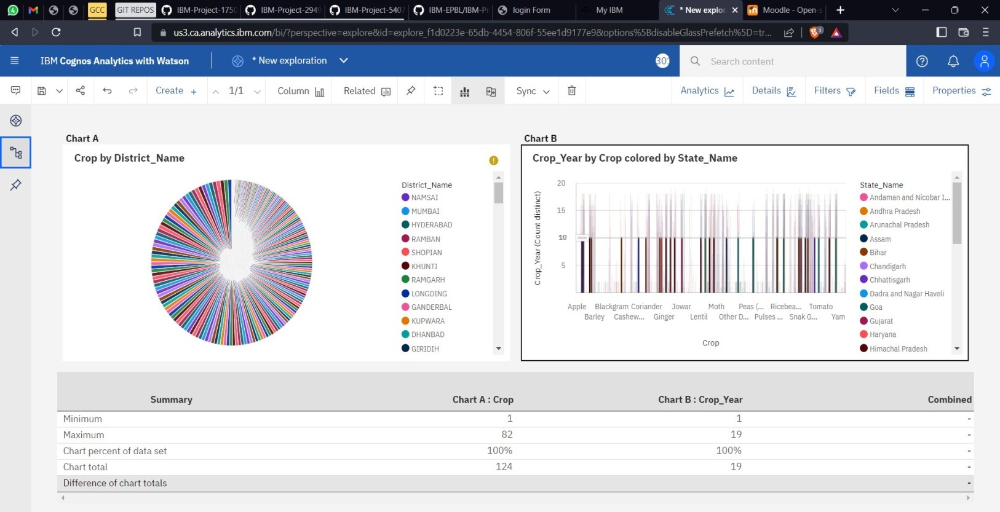 GCC
GIT REPOS
IBM-Project-1750
IBM-Project-2949
IBM-Project-5407
IBM-EPBL/IBM-Pr
login Form
My IBM
* New explor
Moodle - Open-s
us3.ca.analytics.ibm.com/bi/?perspective=explore&id=explore_f1d0223e-65db-4454-806f-55ee1d9177e9&options%5BdisableGlassPrefetch%5D=tr...
3
IBM Cognos Analytics with Watson
* New exploration
301
Search content
Create +
1/1
Column
Related
Sync
Analytics
Details
Filters
Fields
Properties
Chart A
Crop by District_Name
District_Name
NAMSAI
MUMBAI
HYDERABAD
RAMBAN
SHOPIAN
KHUNTI
RAMGARH
LONGDING
GANDERBAL
KUPWARA
DHANBAD
GIRIDIH
Chart B
Crop_Year by Crop colored by State_Name
Crop_Year (Count distinct)
20
15
10
5
Apple Blackgram Coriander Jowar Moth Peas (... Ricebea... Tomato
Barley Cashew... Ginger Lentil Other D... Pulses ... Snak G... Yam
Crop
State_Name
Andaman and Nicobar I...
Andhra Pradesh
Arunachal Pradesh
Assam
Bihar
Chandigarh
Chhattisgarh
Dadra and Nagar Haveli
Goa
Gujarat
Haryana
Himachal Pradesh
Summary Chart A : Crop Chart B : Crop_Year Combined
Minimum 1 1 -
Maximum 82 19 -
Chart percent of data set 100% 100% -
Chart total 124 19 -
Difference of chart totals -